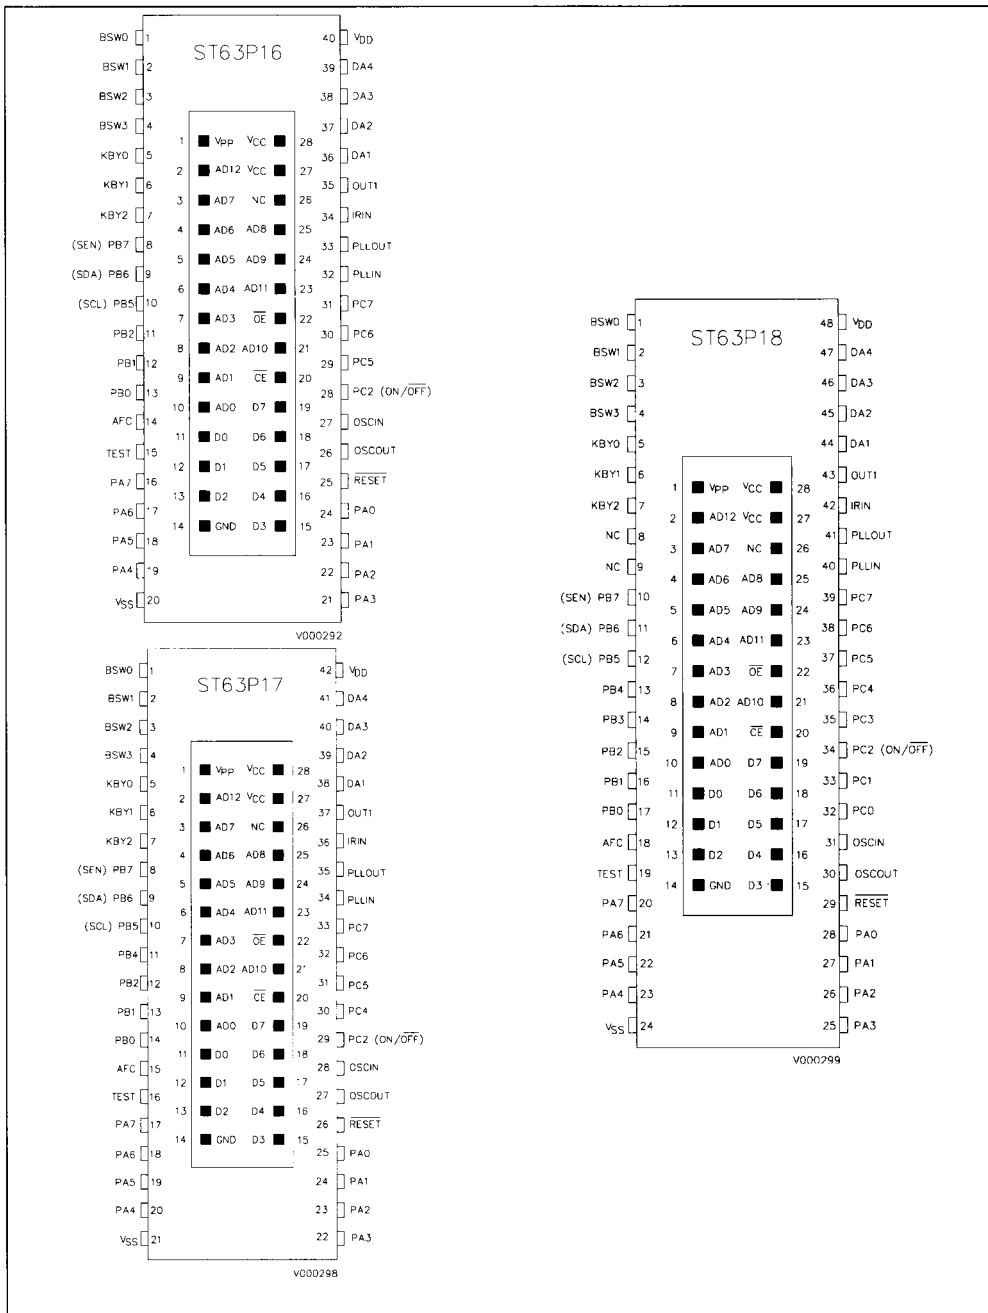 ST63P16
BSW0 1 40 VDD
BSW1 2 39 DA4
BSW2 3 38 DA3
BSW3 4 37 DA2
1 VPP VCC 28
KBY0 5 36 DA1
2 AD12 VCC 27
KBY1 6 35 OUT1
3 AD7 NC 26
KBY2 7 34 IRIN
4 AD6 AD8 25
(SEN) PB7 8 33 PLLOUT
5 AD5 AD9 24
(SDA) PB6 9 32 PLLIN
6 AD4 AD11 23
(SCL) PB5 10 31 PC7
7 AD3 OE 22
PB2 11 30 PC6
8 AD2 AD10 21
PB1 12 29 PC5
9 AD1 CE 20
PB0 13 28 PC2 (ON/OFF)
10 AD0 D7 19
AFC 14 27 OSCIN
11 D0 D6 18
TEST 15 26 OSCOUT
12 D1 D5 17
PA7 16 25 RESET
13 D2 D4 16
PA6 17 24 PA0
14 GND D3 15
PA5 18 23 PA1
PA4 19 22 PA2
VSS 20 21 PA3
V000292
ST63P17
BSW0 1 42 VDD
BSW1 2 41 DA4
BSW2 3 40 DA3
BSW3 4 39 DA2
1 VPP VCC 28
KBY0 5 38 DA1
2 AD12 VCC 27
KBY1 6 37 OUT1
3 AD7 NC 26
KBY2 7 36 IRIN
4 AD6 AD8 25
(SEN) PB7 8 35 PLLOUT
5 AD5 AD9 24
(SDA) PB6 9 34 PLLIN
6 AD4 AD11 23
(SCL) PB5 10 33 PC7
7 AD3 OE 22
PB4 11 32 PC6
8 AD2 AD10 21
PB2 12 31 PC5
9 AD1 CE 20
PB1 13 30 PC4
10 AD0 D7 19
PB0 14 29 PC2 (ON/OFF)
11 D0 D6 18
AFC 15 28 OSCIN
12 D1 D5 17
TEST 16 27 OSCOUT
13 D2 D4 16
PA7 17 26 RESET
14 GND D3 15
PA6 18 25 PA0
PA5 19 24 PA1
PA4 20 23 PA2
VSS 21 22 PA3
V000298
ST63P18
BSW0 1 48 VDD
BSW1 2 47 DA4
BSW2 3 46 DA3
BSW3 4 45 DA2
KBY0 5 44 DA1
KBY1 6 43 OUT1
1 VPP VCC 28
KBY2 7 42 IRIN
2 AD12 VCC 27
NC 8 41 PLLOUT
3 AD7 NC 26
NC 9 40 PLLIN
4 AD6 AD8 25
(SEN) PB7 10 39 PC7
5 AD5 AD9 24
(SDA) PB6 11 38 PC6
6 AD4 AD11 23
(SCL) PB5 12 37 PC5
7 AD3 OE 22
PB4 13 36 PC4
8 AD2 AD10 21
PB3 14 35 PC3
9 AD1 CE 20
PB2 15 34 PC2 (ON/OFF)
10 AD0 D7 19
PB1 16 33 PC1
11 D0 D6 18
PB0 17 32 PC0
12 D1 D5 17
AFC 18 31 OSCIN
13 D2 D4 16
TEST 19 30 OSCOUT
14 GND D3 15
PA7 20 29 RESET
PA6 21 28 PA0
PA5 22 27 PA1
PA4 23 26 PA2
VSS 24 25 PA3
V000299